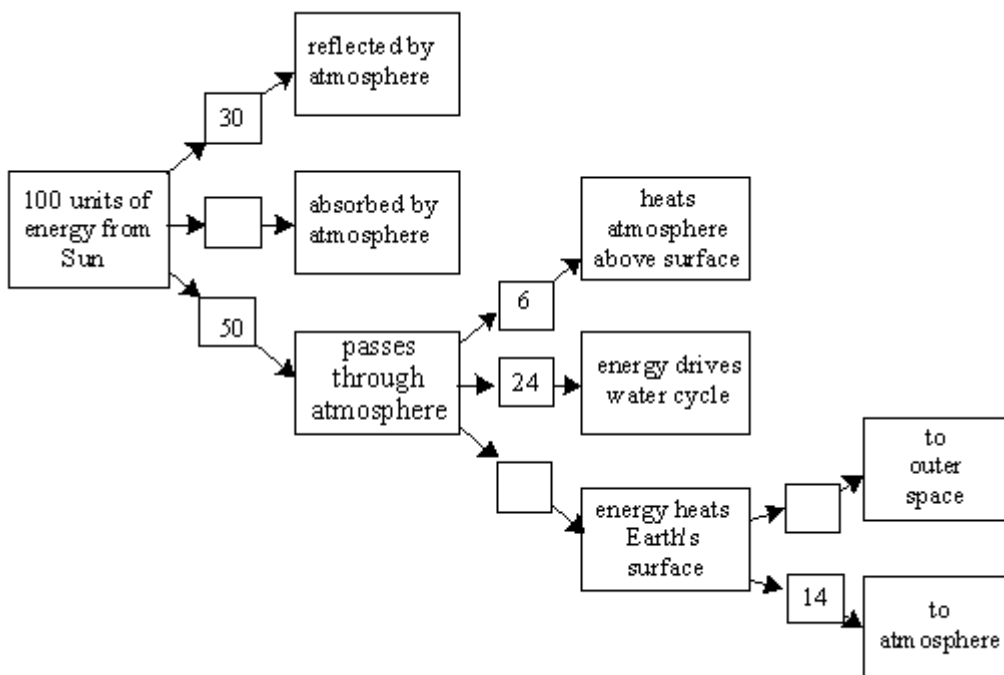 reflected by
atmosphere
30
100 units of
energy from
Sun
absorbed by
atmosphere
heats
atmosphere
above surface
6
50
passes
through
atmosphere
24
energy drives
water cycle
to
outer
space
energy heats
Earth's
surface
14
to
atmosphere